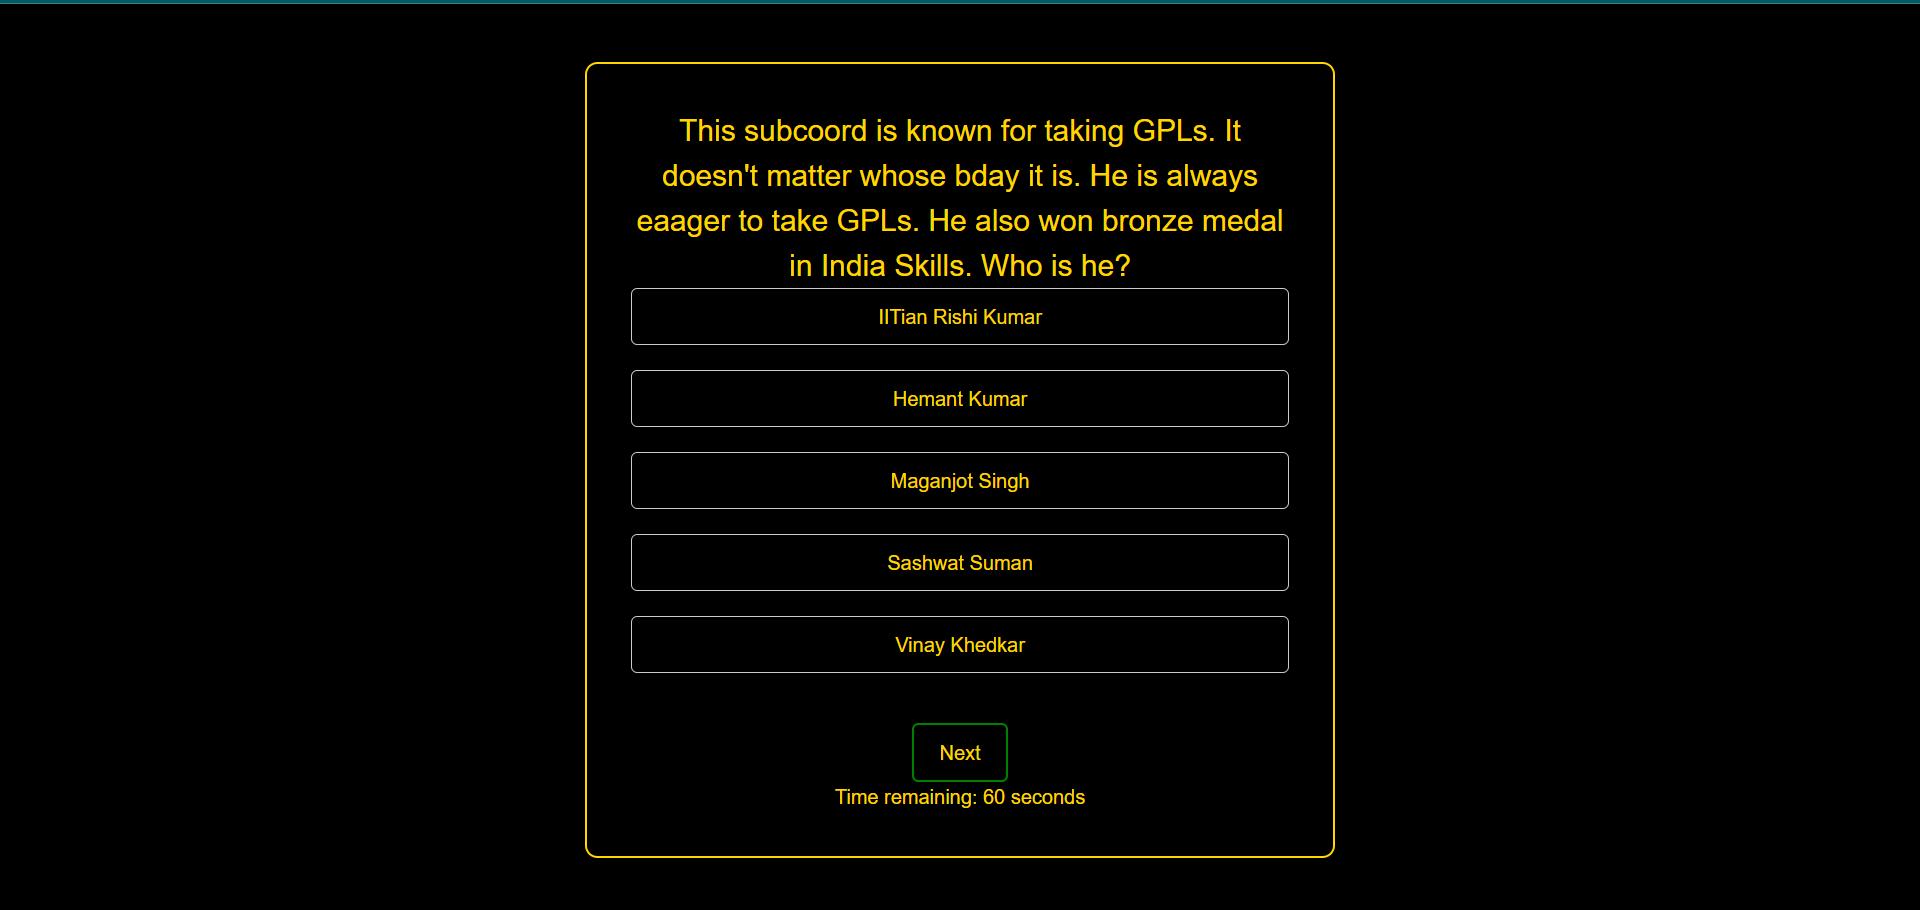 This subcoord is known for taking GPLs. It
doesn't matter whose bday it is. He is always
eaager to take GPLs. He also won bronze medal
in India Skills. Who is he?
IITian Rishi Kumar
Hemant Kumar
Maganjot Singh
Sashwat Suman
Vinay Khedkar
Next
Time remaining: 60 seconds